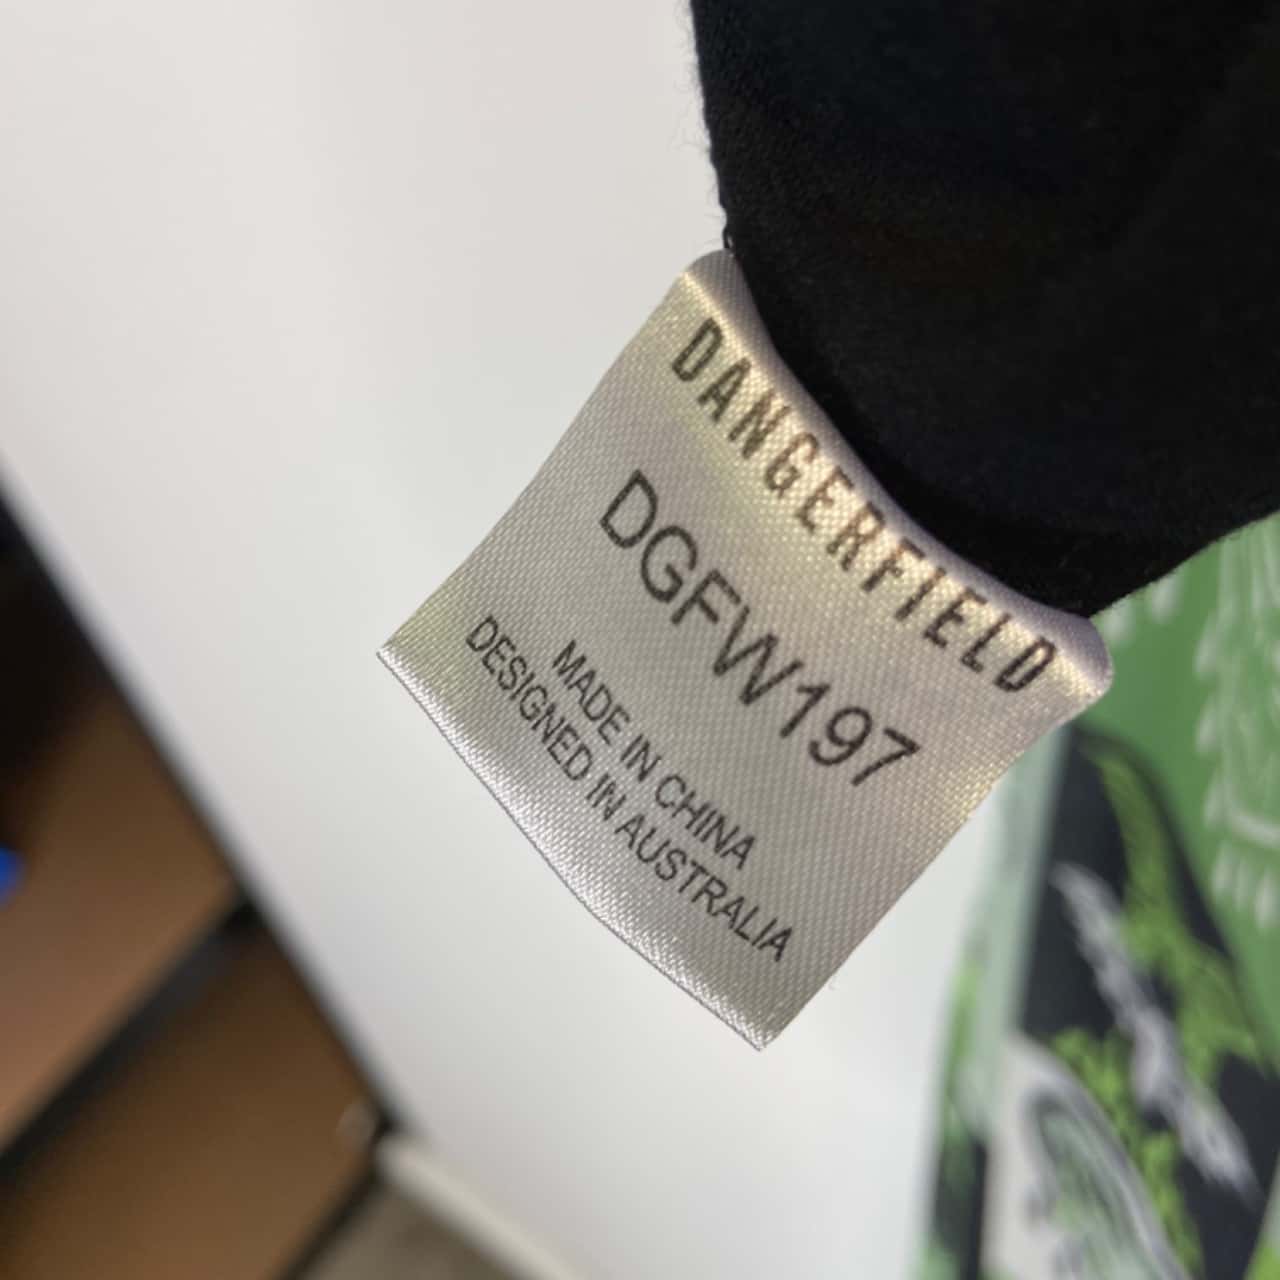 DANGERFIELD
DGFW197
MADE IN CHINA
DESIGNED IN AUSTRALIA